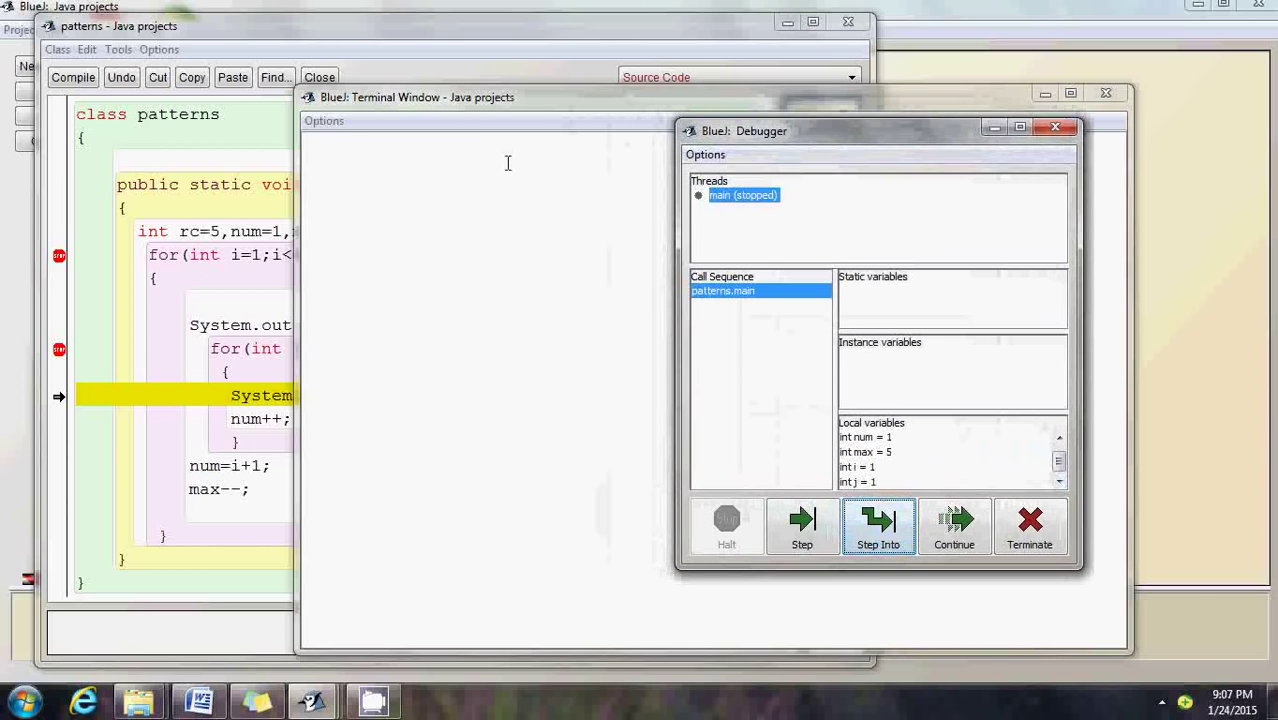 BlueJ: Java projects
patterns - Java projects
Class Edit Tools Options
Compile Undo Cut Copy Paste Find... Close Source Code
BlueJ: Terminal Window - Java projects
Options
class patterns
{
public static voi
{
int rc=5,num=1,
for(int i=1;i<
{
System.out
for(int
{
System
num++;
}
num=i+1;
max--;
}
}
}
BlueJ: Debugger
Options
Threads
main (stopped)
Call Sequence
patterns.main
Static variables
Instance variables
Local variables
int num = 1
int max = 5
int i = 1
int j = 1
Halt Step Step Into Continue Terminate
9:07 PM
1/24/2015